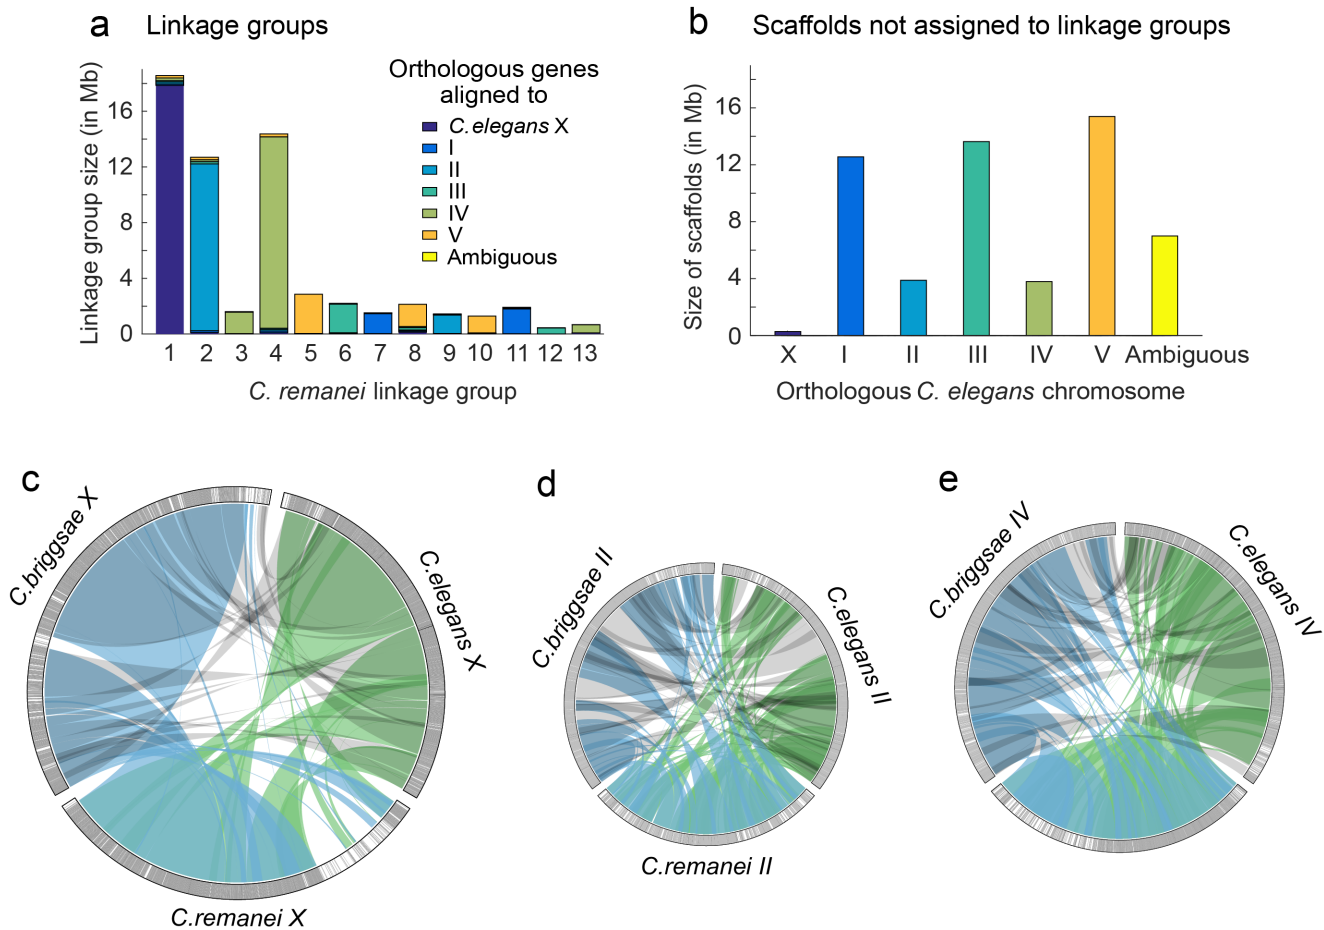 a Linkage groups
Linkage group size (in Mb)
16
12
8
4
0
Orthologous genes
aligned to
C.elegans X
I
II
III
IV
V
Ambiguous
1 2 3 4 5 6 7 8 9 10 11 12 13
C. remanei linkage group
b Scaffolds not assigned to linkage groups
Size of scaffolds (in Mb)
16
12
8
4
0
X I II III IV V Ambiguous
Orthologous C. elegans chromosome
c
C.briggsae X
C.elegans X
C.remanei X
d
C.briggsae II
C.elegans II
C.remanei II
e
C.briggsae IV
C.elegans IV